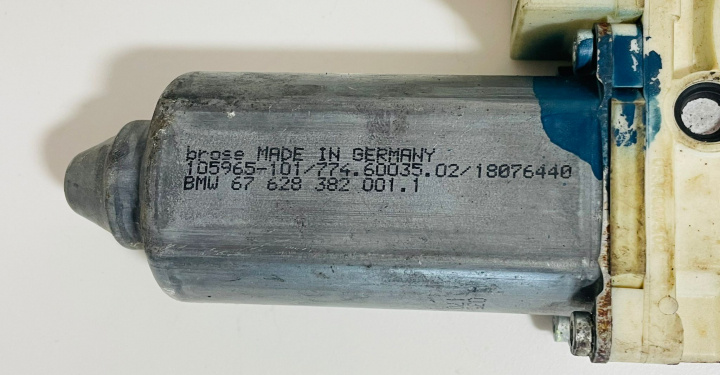 brose MADE IN GERMANY
105965-101/774.60035.02/18076440
BMW 67 628 382 001.1